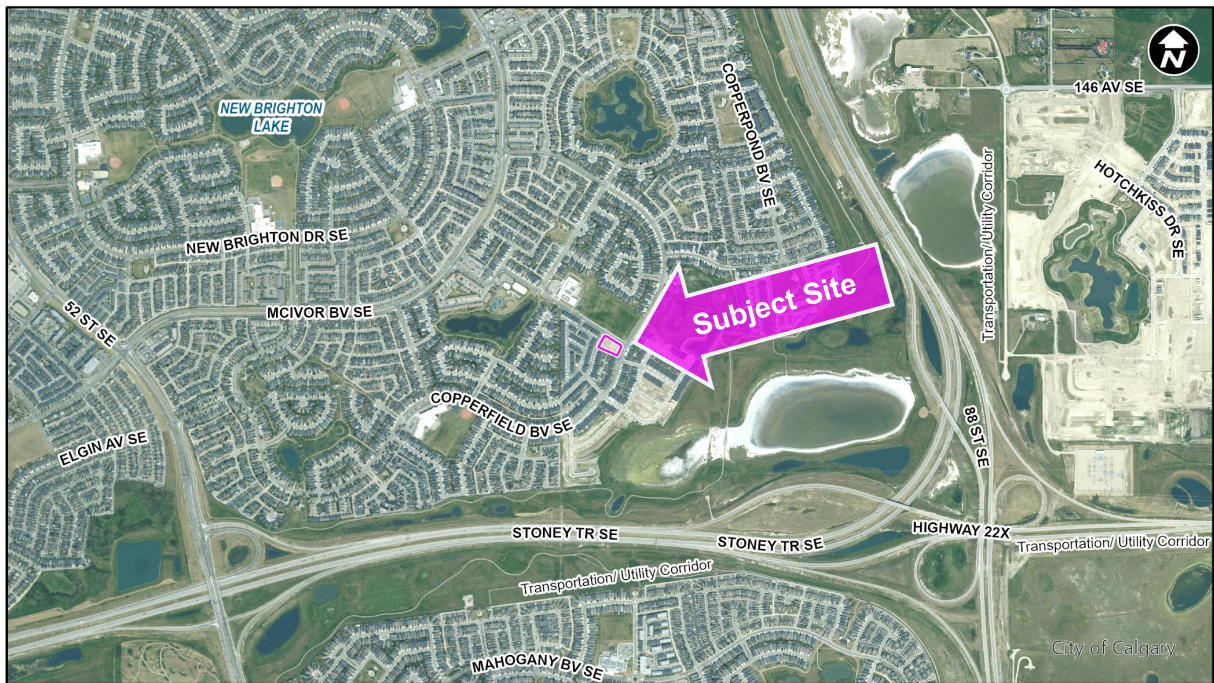 N
146 AV SE
COPPERPOND BV SE
NEW BRIGHTON
LAKE
HOTCHKISS DR SE
Transportation/ Utility Corridor
NEW BRIGHTON DR SE
Subject Site
52 ST SE
MCIVOR BV SE
COPPERFIELD BV SE
ELGIN AV SE
88 ST SE
STONEY TR SE
STONEY TR SE
HIGHWAY 22X
Transportation/ Utility Corridor
Transportation/ Utility Corridor
City of Calgary
MAHOGANY BV SE